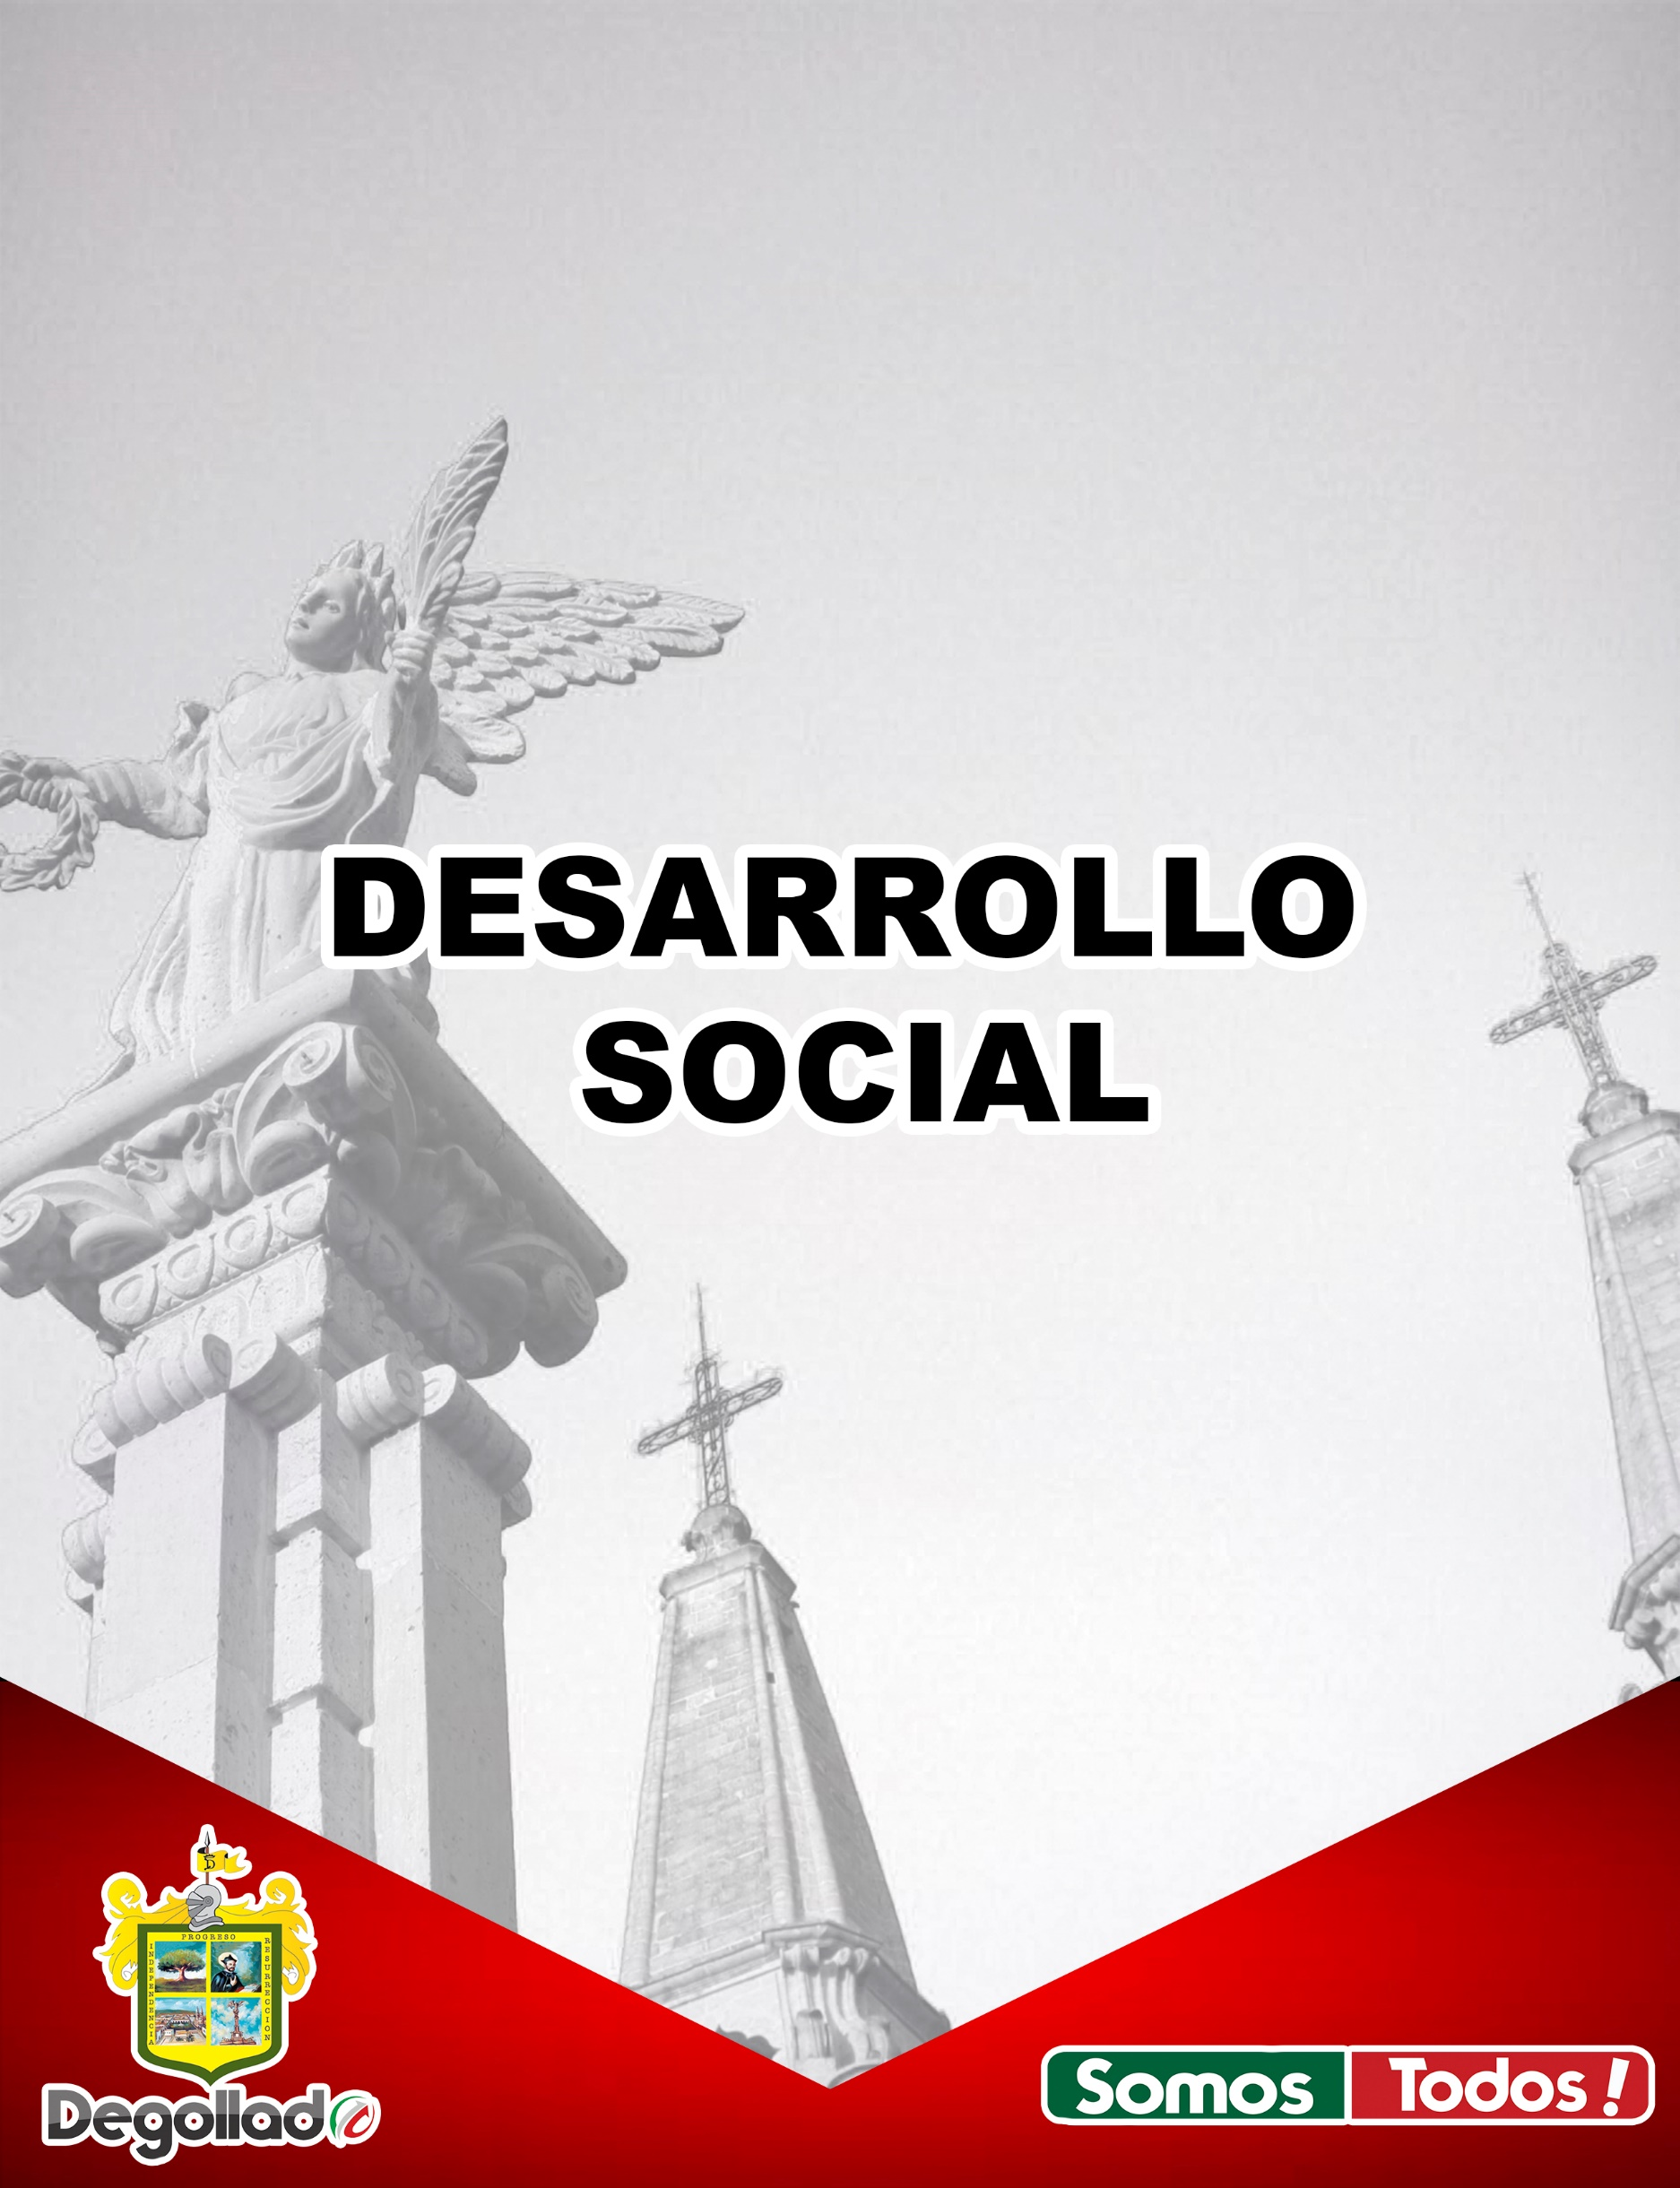 DESARROLLO
SOCIAL
PROGRESO
INDEPENDENCIA
RESURRECCION
Degollado
Somos Todos!